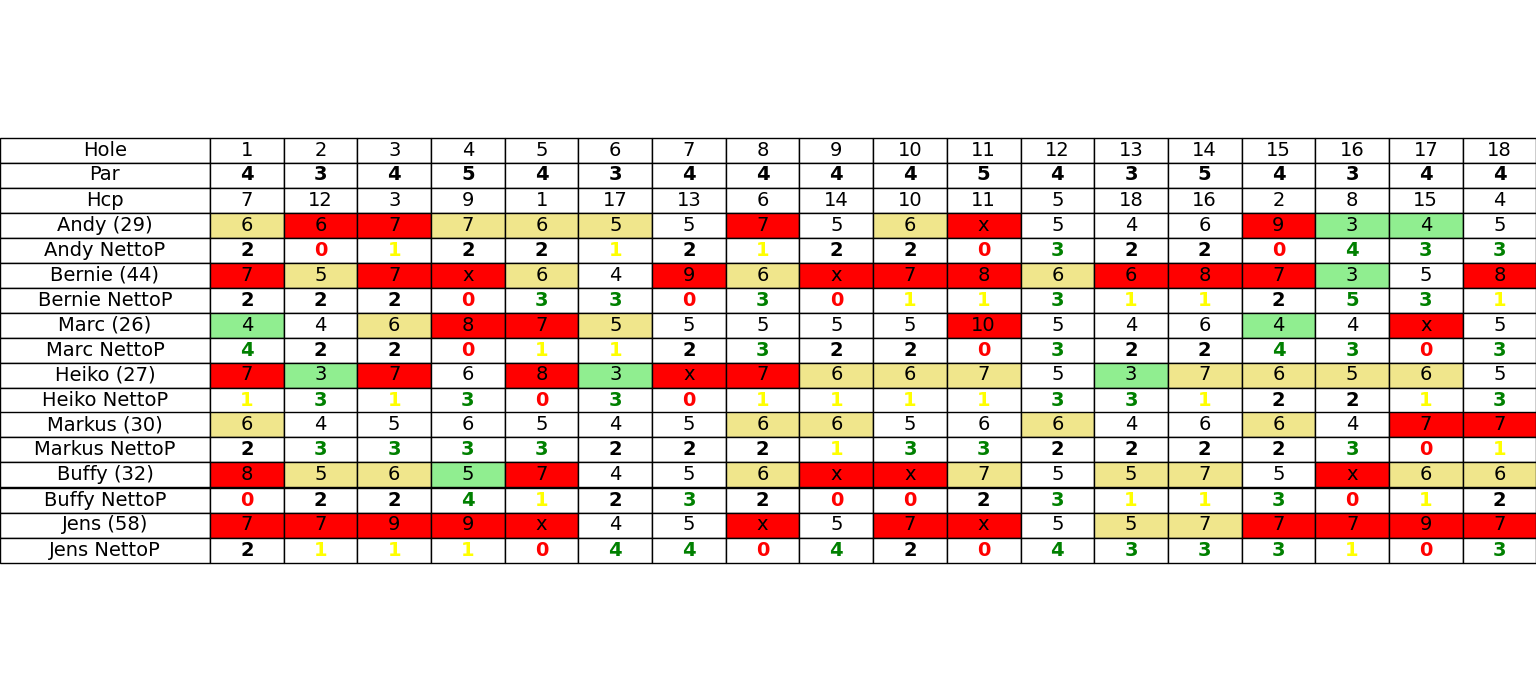 Hole 1 2 3 4 5 6 7 8 9 10 11 12 13 14 15 16 17 18
Par 4 3 4 5 4 3 4 4 4 4 5 4 3 5 4 3 4 4
Hcp 7 12 3 9 1 17 13 6 14 10 11 5 18 16 2 8 15 4
Andy (29) 6 6 7 7 6 5 5 7 5 6 x 5 4 6 9 3 4 5
Andy NettoP 2 0 1 2 2 1 2 1 2 2 0 3 2 2 0 4 3 3
Bernie (44) 7 5 7 x 6 4 9 6 x 7 8 6 6 8 7 3 5 8
Bernie NettoP 2 2 2 0 3 3 0 3 0 1 1 3 1 1 2 5 3 1
Marc (26) 4 4 6 8 7 5 5 5 5 5 10 5 4 6 4 4 x 5
Marc NettoP 4 2 2 0 1 1 2 3 2 2 0 3 2 2 4 3 0 3
Heiko (27) 7 3 7 6 8 3 x 7 6 6 7 5 3 7 6 5 6 5
Heiko NettoP 1 3 1 3 0 3 0 1 1 1 1 3 3 1 2 2 1 3
Markus (30) 6 4 5 6 5 4 5 6 6 5 6 6 4 6 6 4 7 7
Markus NettoP 2 3 3 3 3 2 2 2 1 3 3 2 2 2 2 3 0 1
Buffy (32) 8 5 6 5 7 4 5 6 x x 7 5 5 7 5 x 6 6
Buffy NettoP 0 2 2 4 1 2 3 2 0 0 2 3 1 1 3 0 1 2
Jens (58) 7 7 9 9 x 4 5 x 5 7 x 5 5 7 7 7 9 7
Jens NettoP 2 1 1 1 0 4 4 0 4 2 0 4 3 3 3 1 0 3